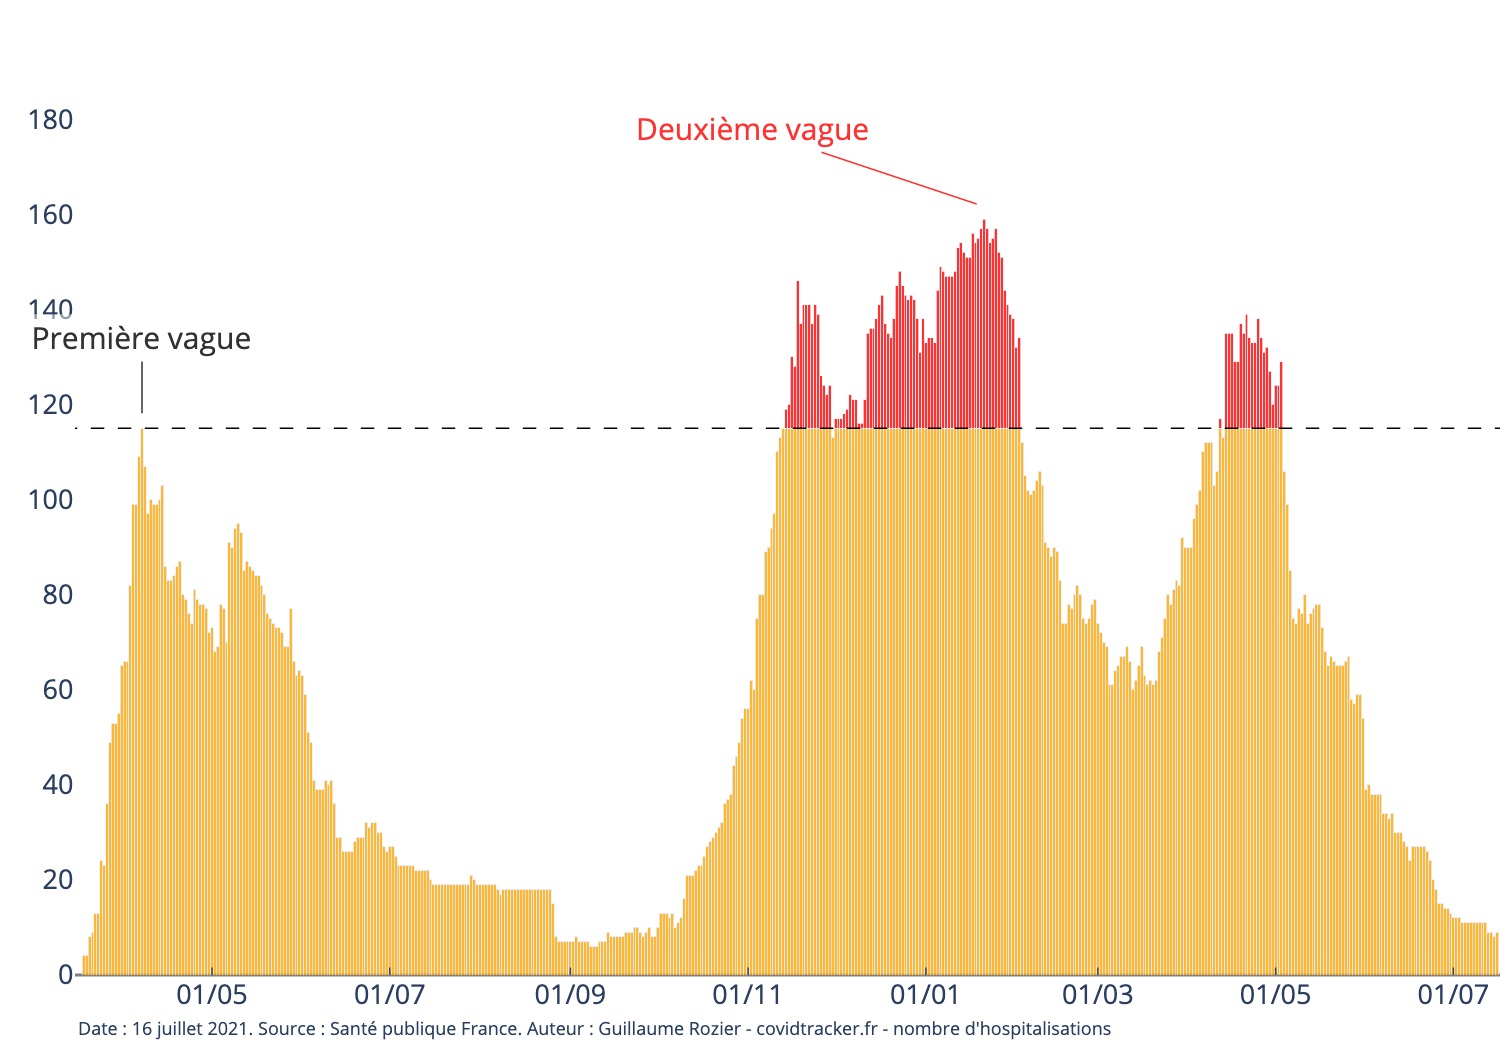 180
Deuxième vague
160
140
Première vague
120
100
80
60
40
20
0
01/05 01/07 01/09 01/11 01/01 01/03 01/05 01/07
Date : 16 juillet 2021. Source : Santé publique France. Auteur : Guillaume Rozier - covidtracker.fr - nombre d'hospitalisations